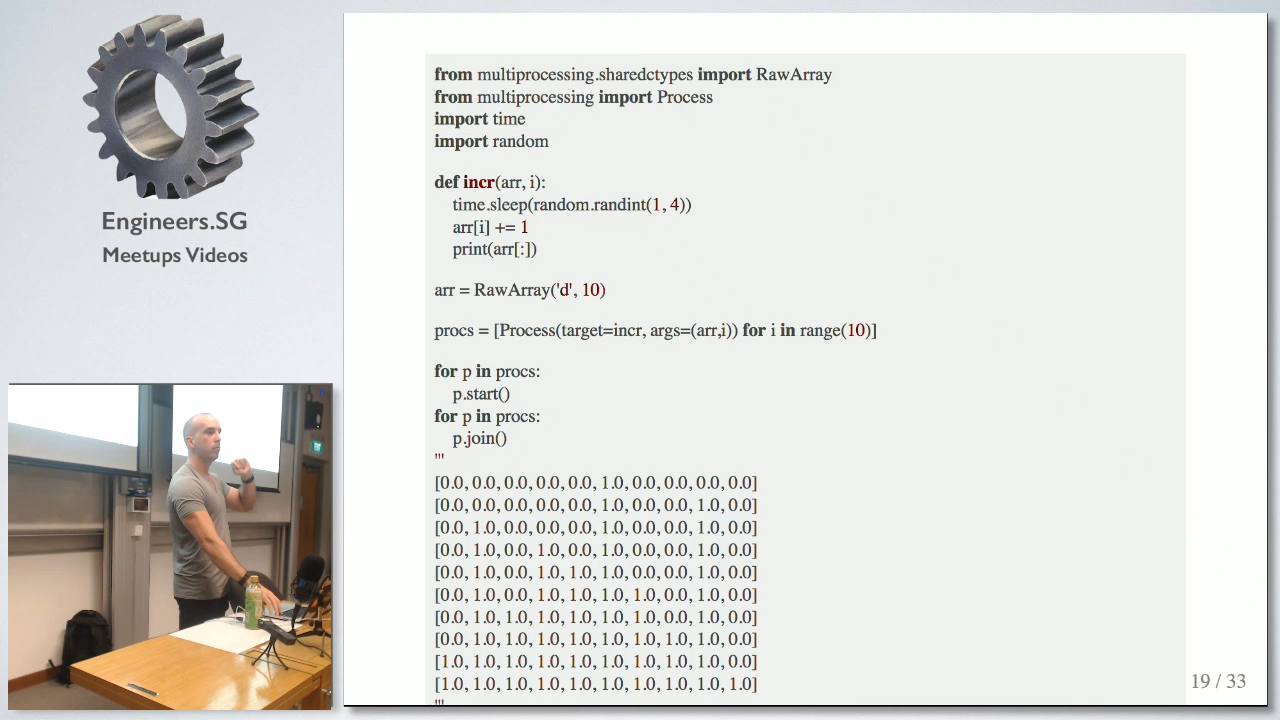 Engineers.SG
Meetups Videos
from multiprocessing.sharedctypes import RawArray
from multiprocessing import Process
import time
import random
def incr(arr, i):
    time.sleep(random.randint(1, 4))
    arr[i] += 1
    print(arr[:])
arr = RawArray('d', 10)
procs = [Process(target=incr, args=(arr,i)) for i in range(10)]
for p in procs:
    p.start()
for p in procs:
    p.join()
'''
[0.0, 0.0, 0.0, 0.0, 0.0, 1.0, 0.0, 0.0, 0.0, 0.0]
[0.0, 0.0, 0.0, 0.0, 0.0, 1.0, 0.0, 0.0, 1.0, 0.0]
[0.0, 1.0, 0.0, 0.0, 0.0, 1.0, 0.0, 0.0, 1.0, 0.0]
[0.0, 1.0, 0.0, 1.0, 0.0, 1.0, 0.0, 0.0, 1.0, 0.0]
[0.0, 1.0, 0.0, 1.0, 1.0, 1.0, 0.0, 0.0, 1.0, 0.0]
[0.0, 1.0, 0.0, 1.0, 1.0, 1.0, 1.0, 0.0, 1.0, 0.0]
[0.0, 1.0, 1.0, 1.0, 1.0, 1.0, 1.0, 0.0, 1.0, 0.0]
[0.0, 1.0, 1.0, 1.0, 1.0, 1.0, 1.0, 1.0, 1.0, 0.0]
[1.0, 1.0, 1.0, 1.0, 1.0, 1.0, 1.0, 1.0, 1.0, 0.0]
[1.0, 1.0, 1.0, 1.0, 1.0, 1.0, 1.0, 1.0, 1.0, 1.0]
'''
19 / 33